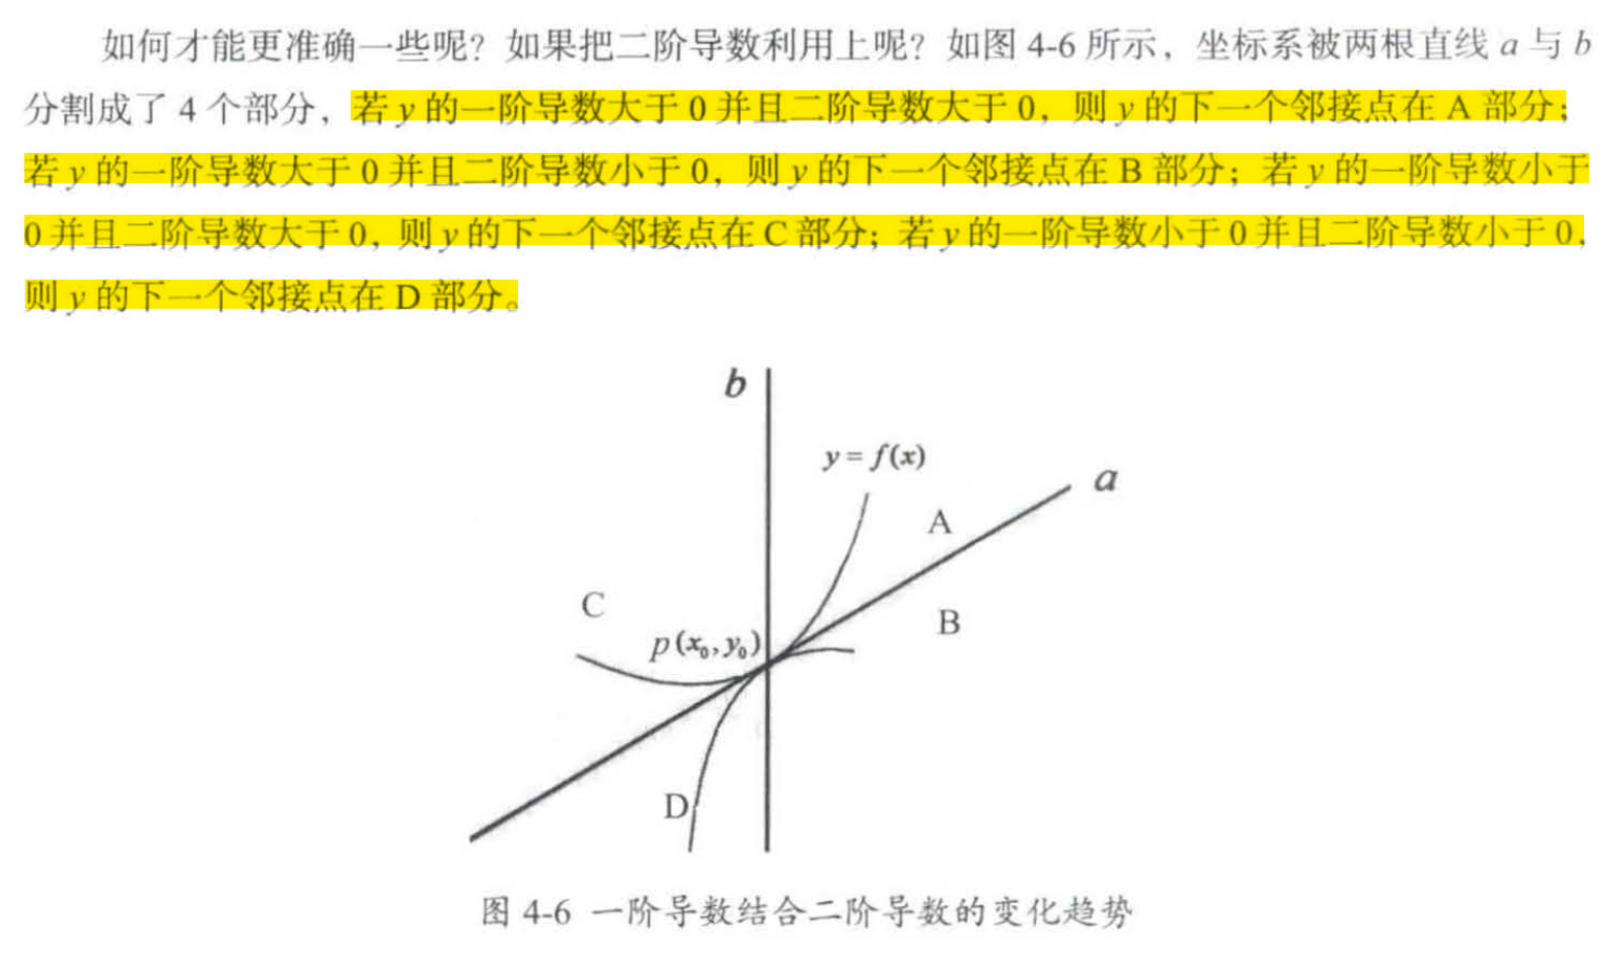 如何才能更准确一些呢？如果把二阶导数利用上呢？如图 4-6 所示，坐标系被两根直线 a 与 b
分割成了 4 个部分，若 y 的一阶导数大于 0 并且二阶导数大于 0，则 y 的下一个邻接点在 A 部分；
若 y 的一阶导数大于 0 并且二阶导数小于 0，则 y 的下一个邻接点在 B 部分；若 y 的一阶导数小于
0 并且二阶导数大于 0，则 y 的下一个邻接点在 C 部分；若 y 的一阶导数小于 0 并且二阶导数小于 0，
则 y 的下一个邻接点在 D 部分。
b
y = f(x)
a
A
C
B
p(x₀, y₀)
D
图 4-6 一阶导数结合二阶导数的变化趋势